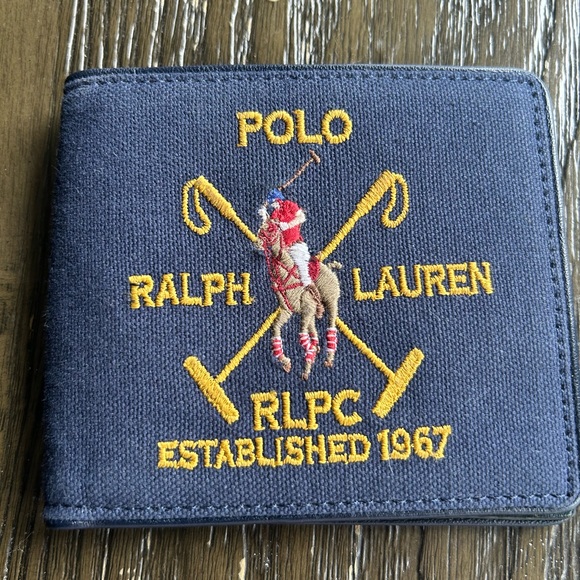 POLO
RALPH LAUREN
RLPC
ESTABLISHED 1967